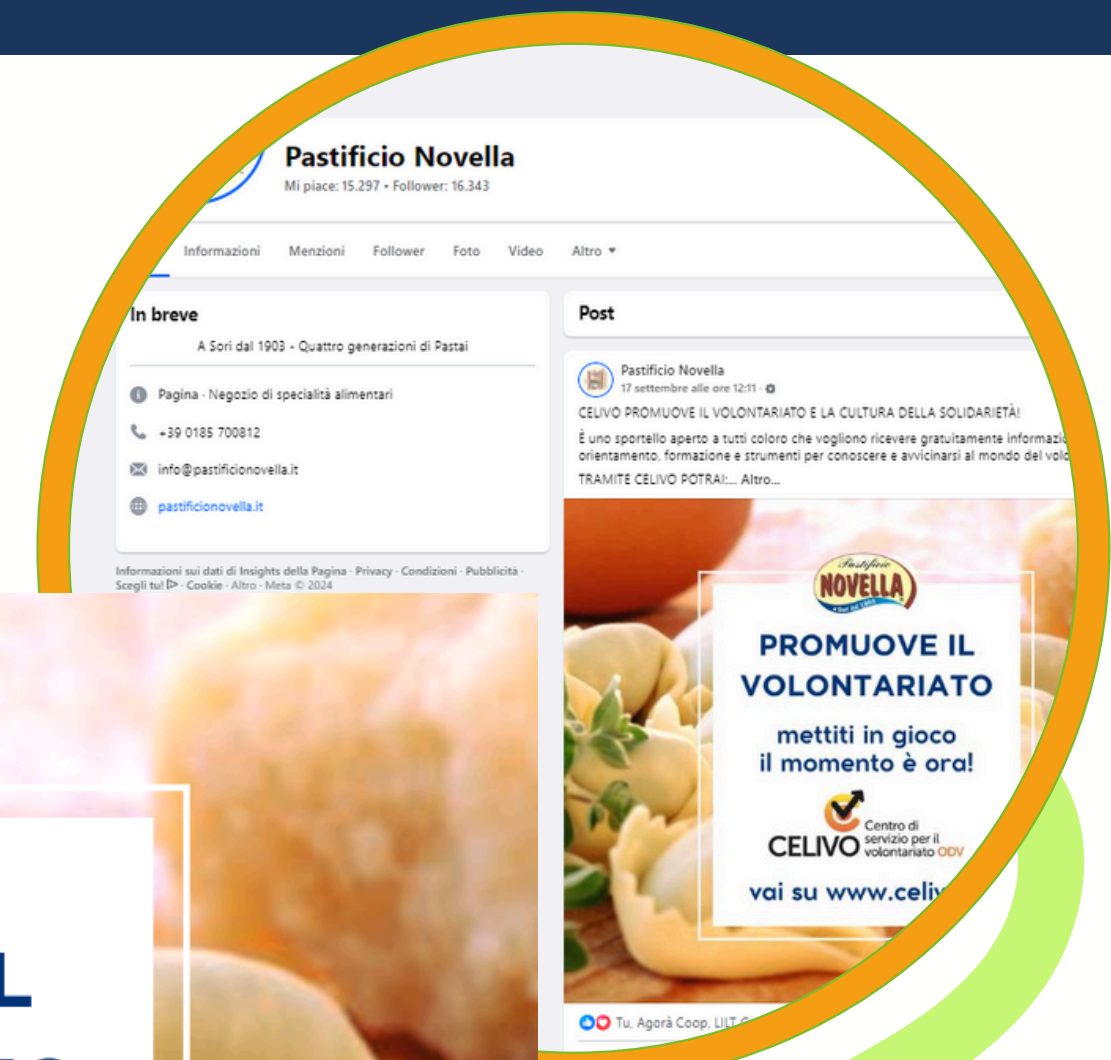 Pastificio Novella
Mi piace: 15.297 • Follower: 16.343
Informazioni Menzioni Follower Foto Video Altro
In breve
A Sori dal 1903 - Quattro generazioni di Pastai
Pagina · Negozio di specialità alimentari
+39 0185 700812
info@pastificionovella.it
pastificionovella.it
Informazioni sui dati di Insights della Pagina · Privacy · Condizioni · Pubblicità ·
Scegli tu! · Cookie · Altro · Meta © 2024
Post
Pastificio Novella
17 settembre alle ore 12:11 ·
CELIVO PROMUOVE IL VOLONTARIATO E LA CULTURA DELLA SOLIDARIETÀ!
È uno sportello aperto a tutti coloro che vogliono ricevere gratuitamente
orientamento, formazione e strumenti per conoscere e avvicinarsi al mondo del
TRAMITE CELIVO POTRAI:... Altro...
Pastificio
NOVELLA
PROMUOVE IL
VOLONTARIATO
mettiti in gioco
il momento è ora!
CELIVO
Centro di
servizio per il
volontariato ODV
vai su www.celiv
Tu, Agorà Coop, LILT
L